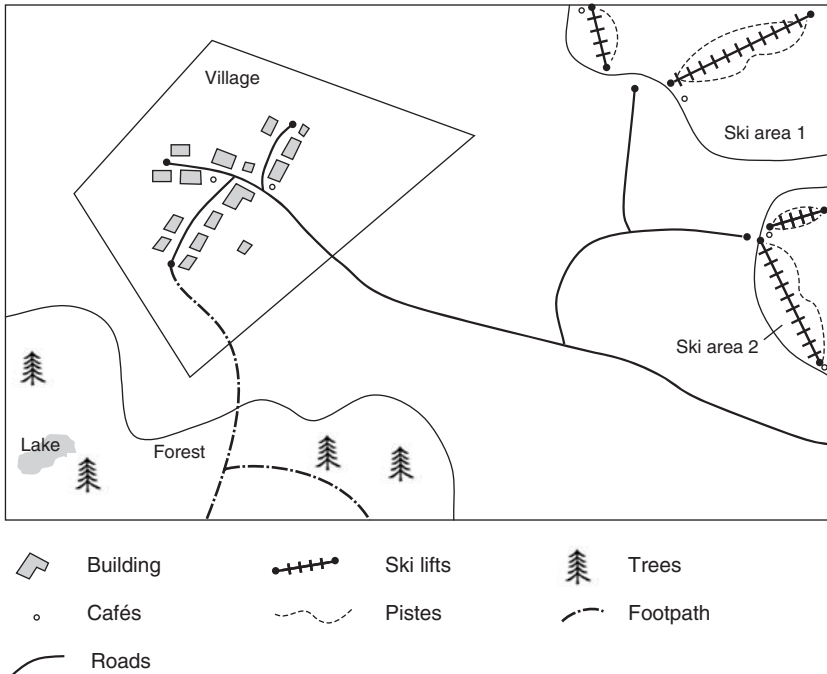 Village
Ski area 1
Ski area 2
Lake
Forest
Building
Ski lifts
Trees
Cafés
Pistes
Footpath
Roads